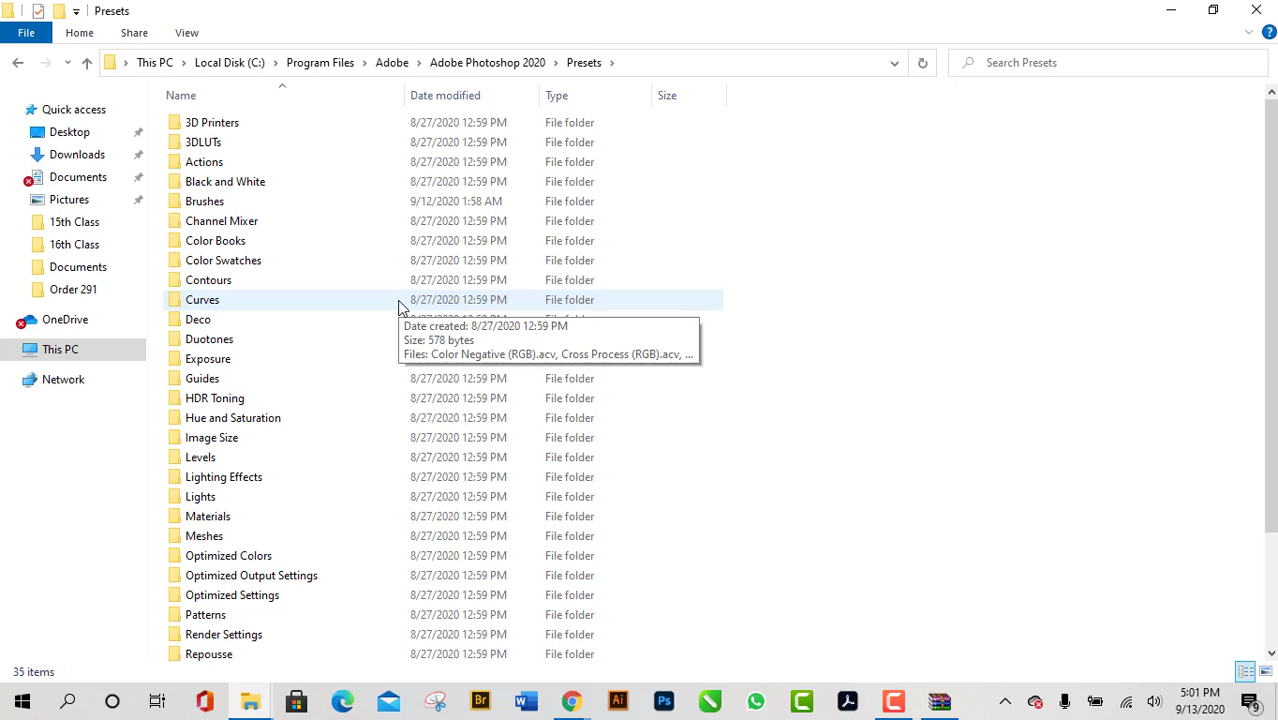 Presets
File Home Share View
This PC Local Disk (C:) Program Files Adobe Adobe Photoshop 2020 Presets Search Presets
Name Date modified Type Size
Quick access
Desktop
Downloads
Documents
Pictures
15th Class
16th Class
Documents
Order 291
OneDrive
This PC
Network
3D Printers 8/27/2020 12:59 PM File folder
3DLUTs 8/27/2020 12:59 PM File folder
Actions 8/27/2020 12:59 PM File folder
Black and White 8/27/2020 12:59 PM File folder
Brushes 9/12/2020 1:58 AM File folder
Channel Mixer 8/27/2020 12:59 PM File folder
Color Books 8/27/2020 12:59 PM File folder
Color Swatches 8/27/2020 12:59 PM File folder
Contours 8/27/2020 12:59 PM File folder
Curves 8/27/2020 12:59 PM File folder
Deco 8/27/2020 12:59 PM File folder
Date created: 8/27/2020 12:59 PM
Size: 578 bytes
Files: Color Negative (RGB).acv, Cross Process (RGB).acv, ...
Duotones
Exposure
Guides 8/27/2020 12:59 PM File folder
HDR Toning 8/27/2020 12:59 PM File folder
Hue and Saturation 8/27/2020 12:59 PM File folder
Image Size 8/27/2020 12:59 PM File folder
Levels 8/27/2020 12:59 PM File folder
Lighting Effects 8/27/2020 12:59 PM File folder
Lights 8/27/2020 12:59 PM File folder
Materials 8/27/2020 12:59 PM File folder
Meshes 8/27/2020 12:59 PM File folder
Optimized Colors 8/27/2020 12:59 PM File folder
Optimized Output Settings 8/27/2020 12:59 PM File folder
Optimized Settings 8/27/2020 12:59 PM File folder
Patterns 8/27/2020 12:59 PM File folder
Render Settings 8/27/2020 12:59 PM File folder
Repousse 8/27/2020 12:59 PM File folder
35 items
Br
W
Ai
Ps
5:01 PM
9/13/2020
9